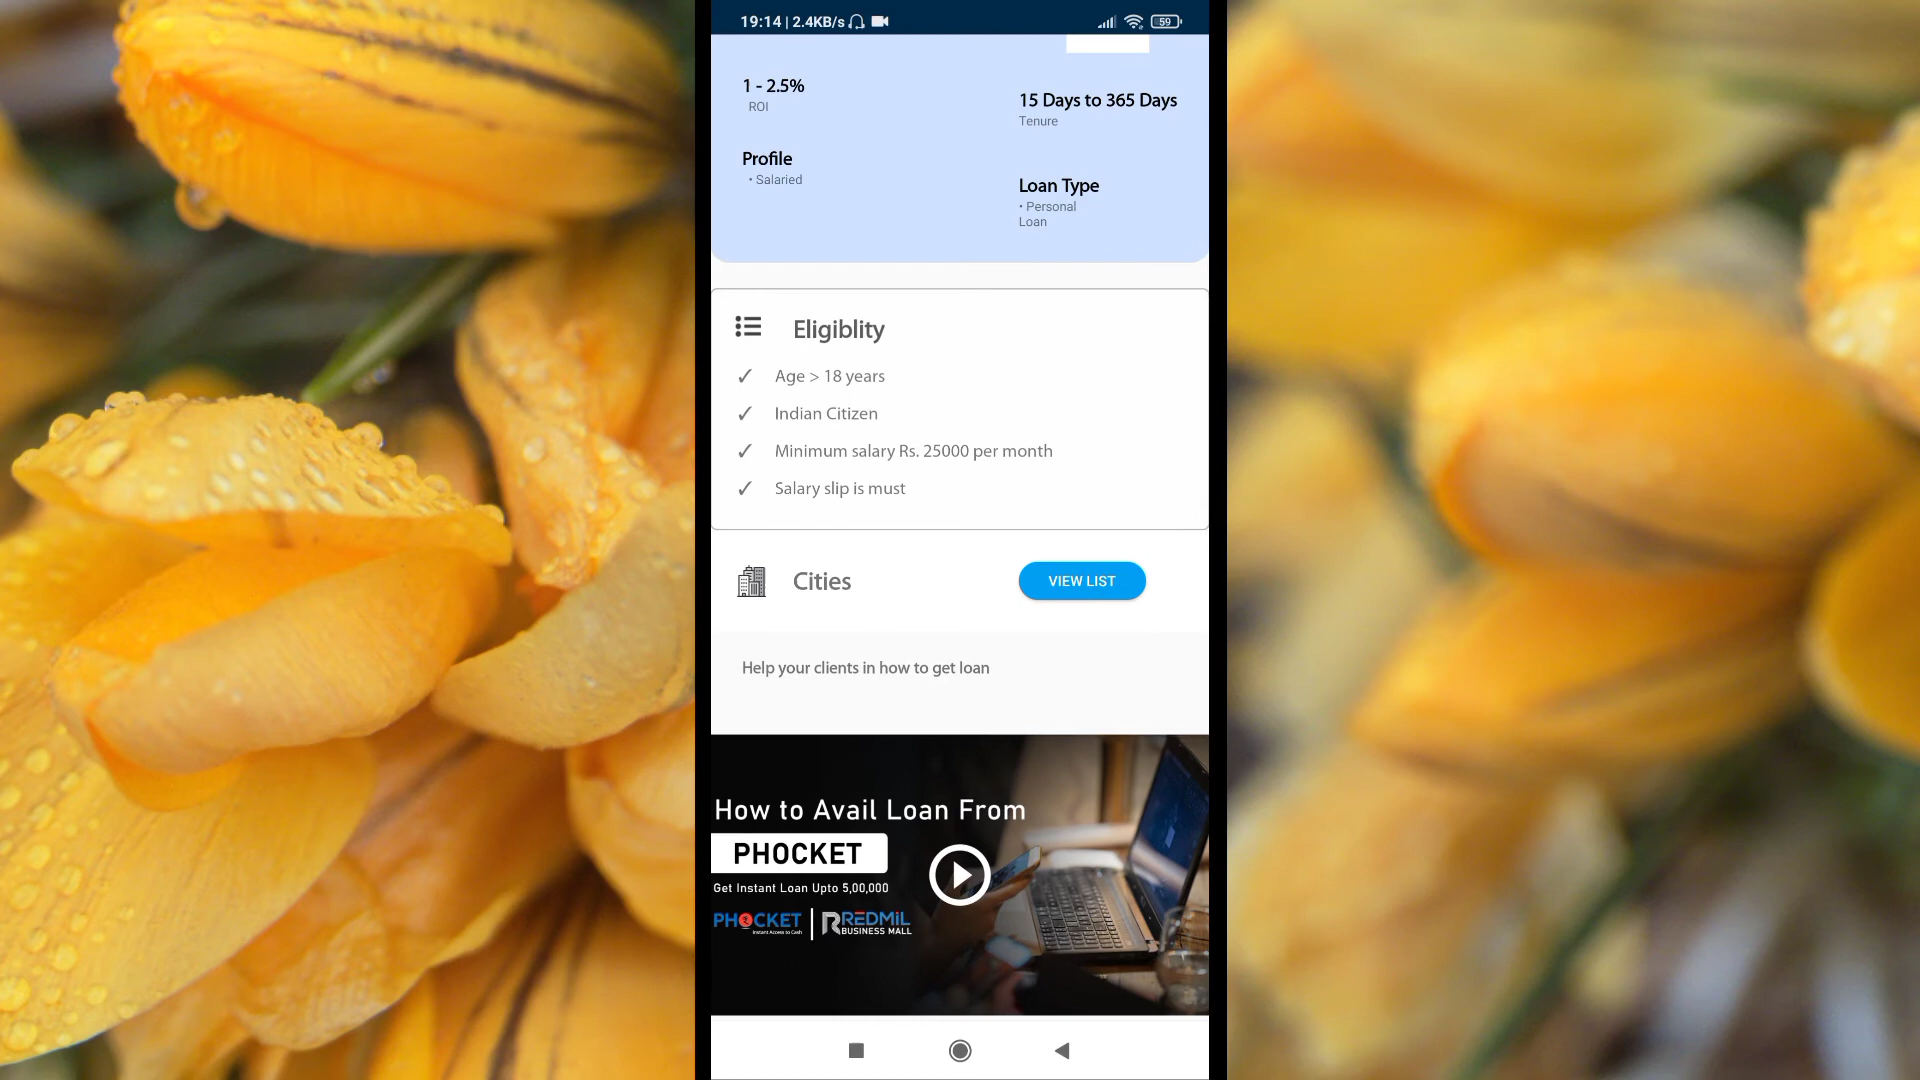 19:14 | 2.4KB/s
59
1 - 2.5%
ROI
15 Days to 365 Days
Tenure
Profile
• Salaried
Loan Type
• Personal
Loan
Eligiblity
✓ Age > 18 years
✓ Indian Citizen
✓ Minimum salary Rs. 25000 per month
✓ Salary slip is must
Cities
VIEW LIST
Help your clients in how to get loan
How to Avail Loan From
PHOCKET
Get Instant Loan Upto 5,00,000
PHOCKET
Instant Access to Cash
REDMIL
BUSINESS MALL